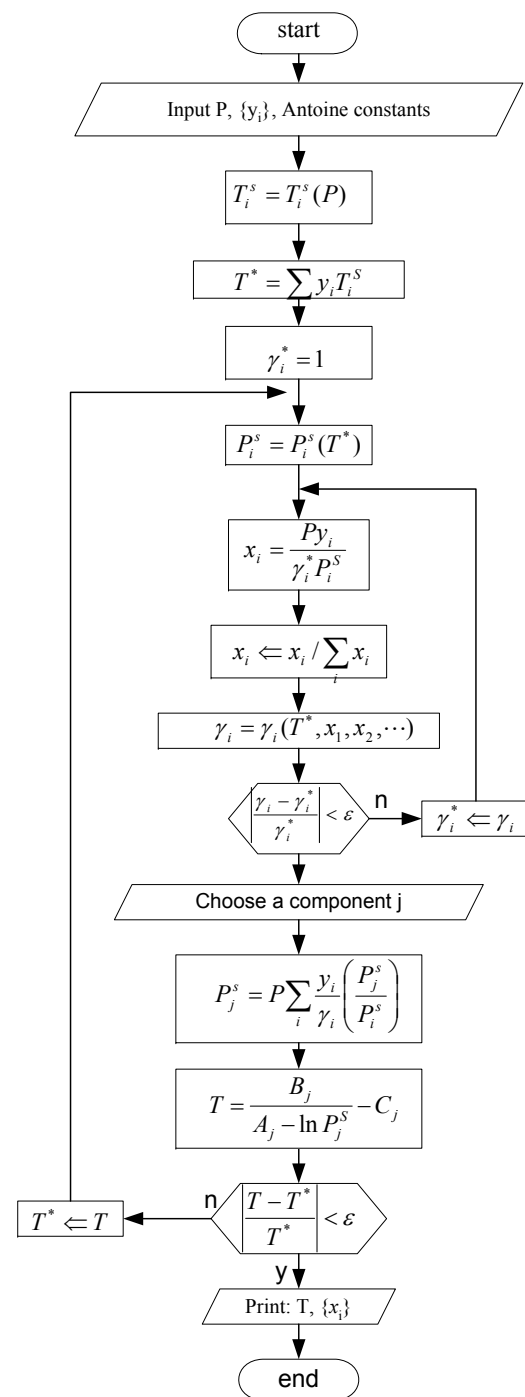 start
Input P, {y_i}, Antoine constants
T_i^s = T_i^s(P)
T^* = ∑ y_i T_i^S
γ_i^* = 1
P_i^s = P_i^s(T^*)
x_i = Py_i / γ_i^* P_i^S
x_i ⇐ x_i / ∑_i x_i
γ_i = γ_i(T^*, x_1, x_2, ⋯)
|γ_i − γ_i^* / γ_i^*| < ε
n
γ_i^* ⇐ γ_i
Choose a component j
P_j^s = P ∑_i y_i / γ_i (P_j^s / P_i^s)
T = B_j / A_j − ln P_j^S − C_j
|T − T^* / T^*| < ε
n
T^* ⇐ T
y
Print: T, {x_i}
end